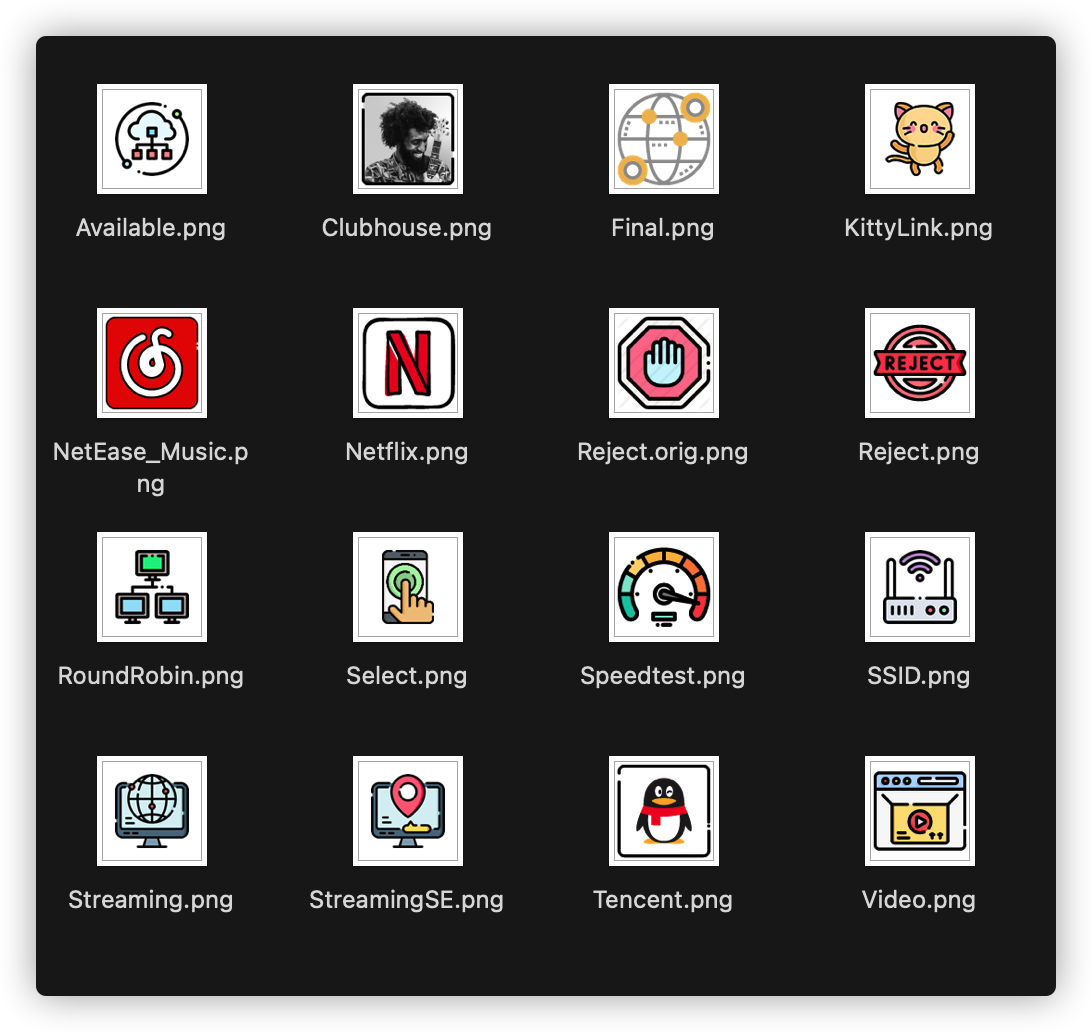 Available.png
Clubhouse.png
Final.png
KittyLink.png
NetEase_Music.p
ng
N
Netflix.png
Reject.orig.png
REJECT
Reject.png
RoundRobin.png
Select.png
Speedtest.png
SSID.png
Streaming.png
StreamingSE.png
Tencent.png
Video.png